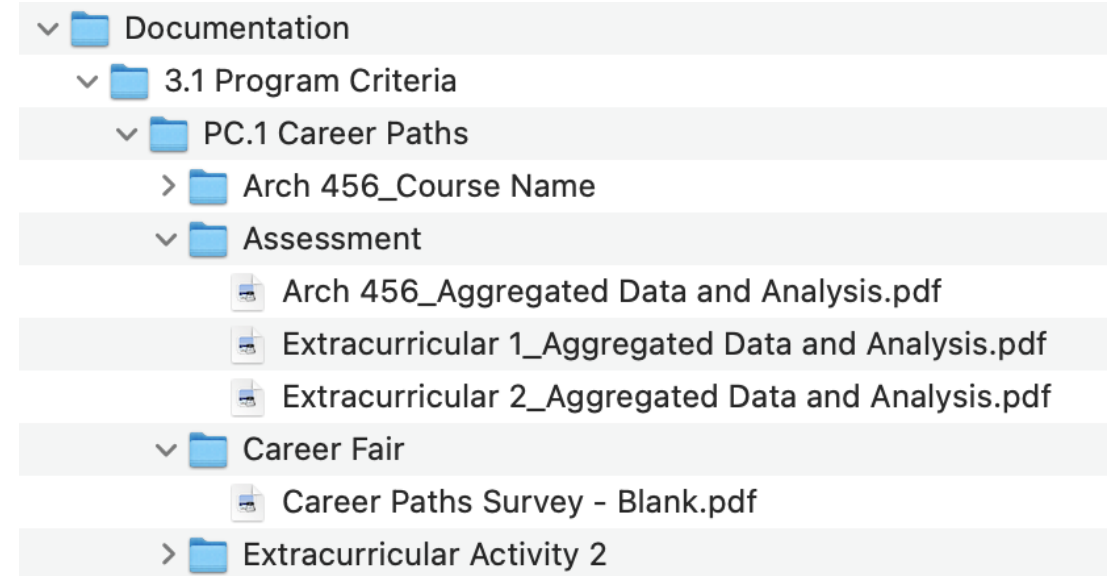 Documentation
3.1 Program Criteria
PC.1 Career Paths
Arch 456_Course Name
Assessment
Arch 456_Aggregated Data and Analysis.pdf
Extracurricular 1_Aggregated Data and Analysis.pdf
Extracurricular 2_Aggregated Data and Analysis.pdf
Career Fair
Career Paths Survey - Blank.pdf
Extracurricular Activity 2